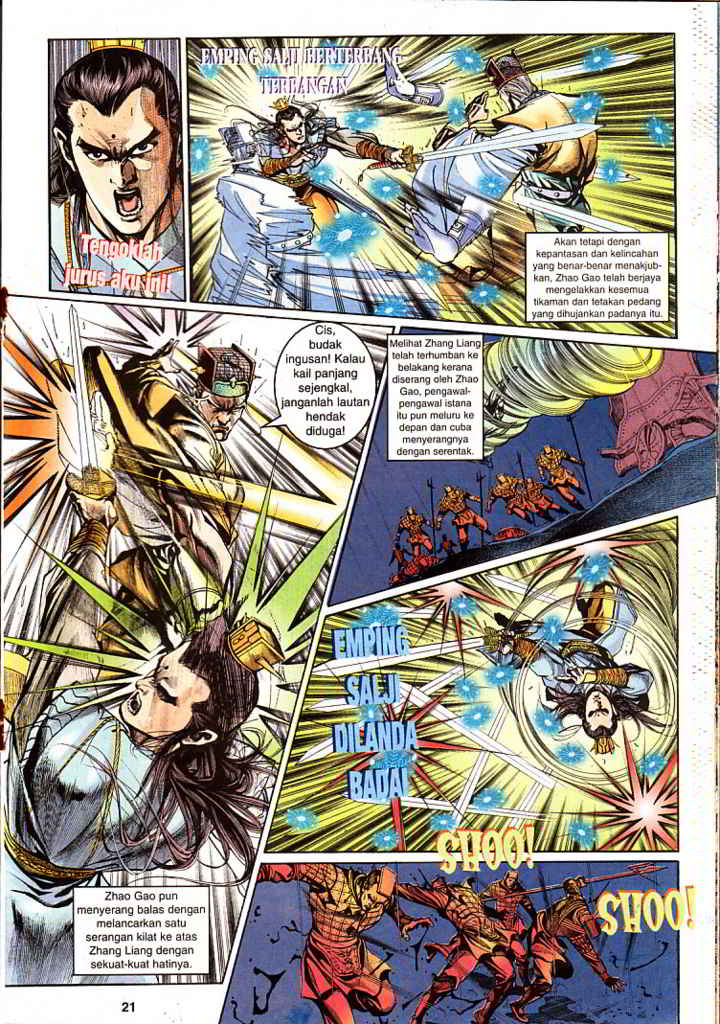 Tengoklah
jurus aku ini!
EMPING SALJI BERTERBANG
TERBANGAN
Akan tetapi dengan
kepantasan dan kelincahan
yang benar-benar menakjub-
kan, Zhao Gao telah berjaya
mengelakkan kesemua
tikaman dan tetakan pedang
yang dihujankan padanya itu.
Cis,
budak
ingusan! Kalau
kail panjang
sejengkal,
janganlah lautan
hendak
diduga!
Melihat Zhang Liang
telah terhumban ke
belakang kerana
diserang oleh Zhao
Gao, pengawal-
pengawal istana
itu pun meluru ke
depan dan cuba
menyerangnya
dengan serentak.
EMPING
SALJI
DILANDA
BADAI
Zhao Gao pun
menyerang balas dengan
melancarkan satu
serangan kilat ke atas
Zhang Liang dengan
sekuat-kuat hatinya.
SHOO!
SHOO!
21